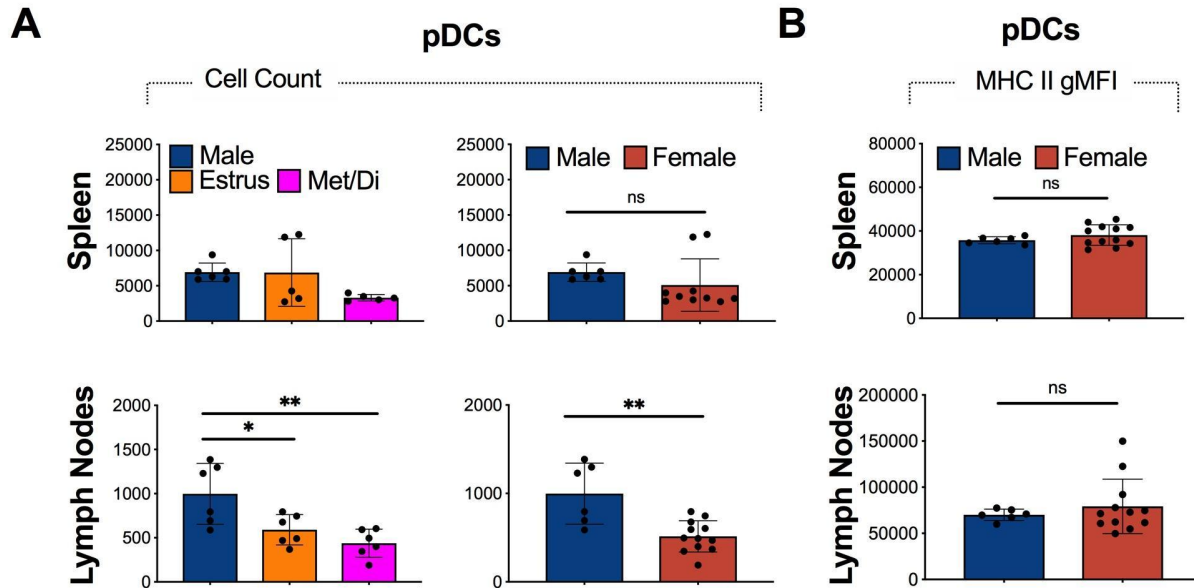 A
pDCs
Cell Count
Spleen
25000
20000
15000
10000
5000
0
Male
Estrus
Met/Di
25000
20000
15000
10000
5000
0
Male
Female
ns
Lymph Nodes
2000
1000
500
0
**
*
2000
1000
500
0
**
B
pDCs
MHC II gMFI
Spleen
80000
60000
40000
20000
0
Male
Female
ns
Lymph Nodes
200000
150000
100000
50000
0
ns